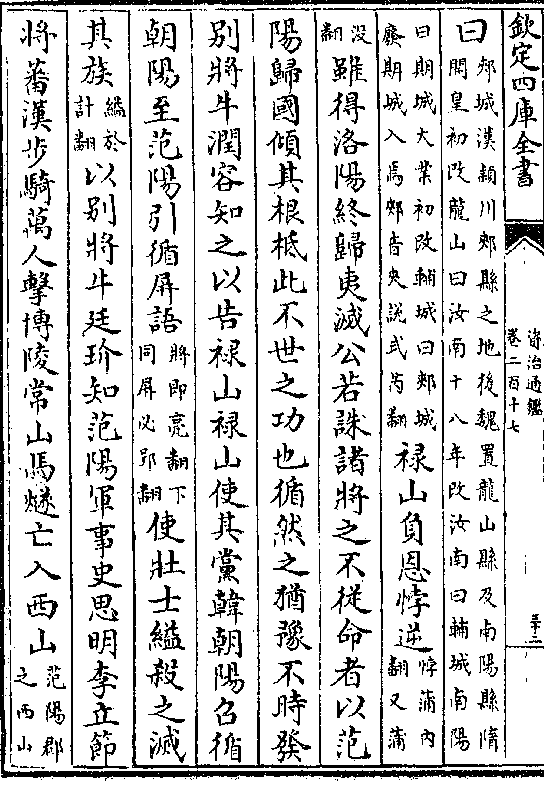 欽定四庫全書
資治通鑑
卷二百十七
曰郟城漢潁川郟縣之地後魏置龍山縣及南陽縣隋開皇初改龍山曰汝南十八年改汝南曰輔城南陽
曰期城大業初改輔城曰郟城廢期城入焉郟音夾說式芮翻祿山負恩悖逆悖蒲內翻又蒲
沒翻雖得洛陽終歸夷滅公若誅諸將之不從命者以范
陽歸國傾其根柢此不世之功也循然之猶豫不時發
別將牛潤容知之以告祿山祿山使其黨韓朝陽召循
朝陽至范陽引循屏語將即亮翻下同屏必郢翻使壯士縊殺之滅
其族縊於計翻以別將牛廷玠知范陽軍事史思明李立節
將蕃漢步騎萬人擊博陵常山馬燧亡入西山范陽郡之西山